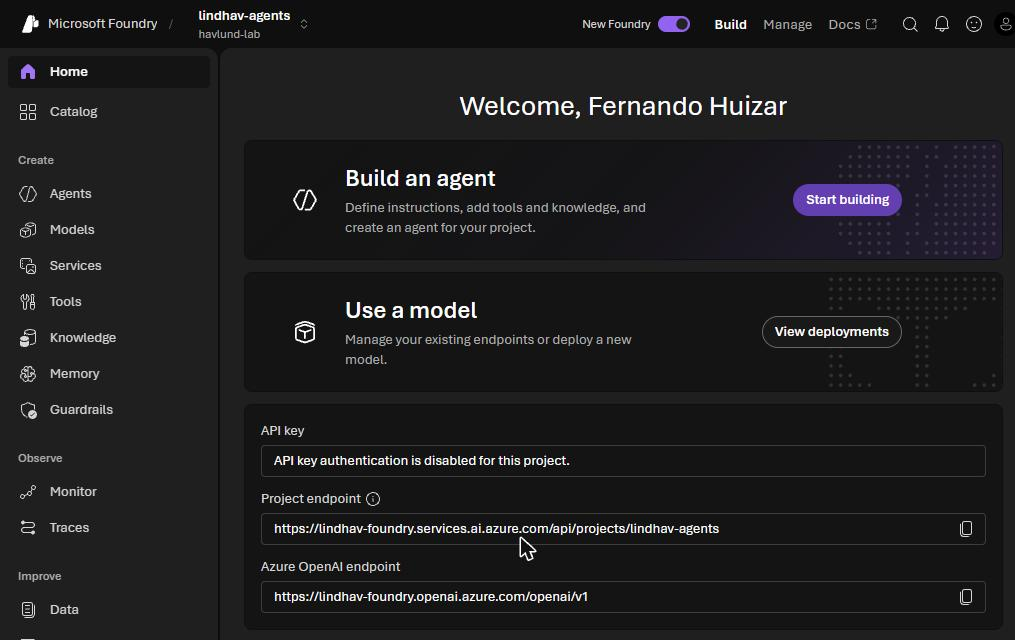 Microsoft Foundry / lindhav-agents
havlund-lab
New Foundry Build Manage Docs
Home
Catalog
Create
Agents
Models
Services
Tools
Knowledge
Memory
Guardrails
Observe
Monitor
Traces
Improve
Data
Welcome, Fernando Huizar
Build an agent
Define instructions, add tools and knowledge, and
create an agent for your project.
Start building
Use a model
Manage your existing endpoints or deploy a new
model.
View deployments
API key
API key authentication is disabled for this project.
Project endpoint
https://lindhav-foundry.services.ai.azure.com/api/projects/lindhav-agents
Azure OpenAI endpoint
https://lindhav-foundry.openai.azure.com/openai/v1